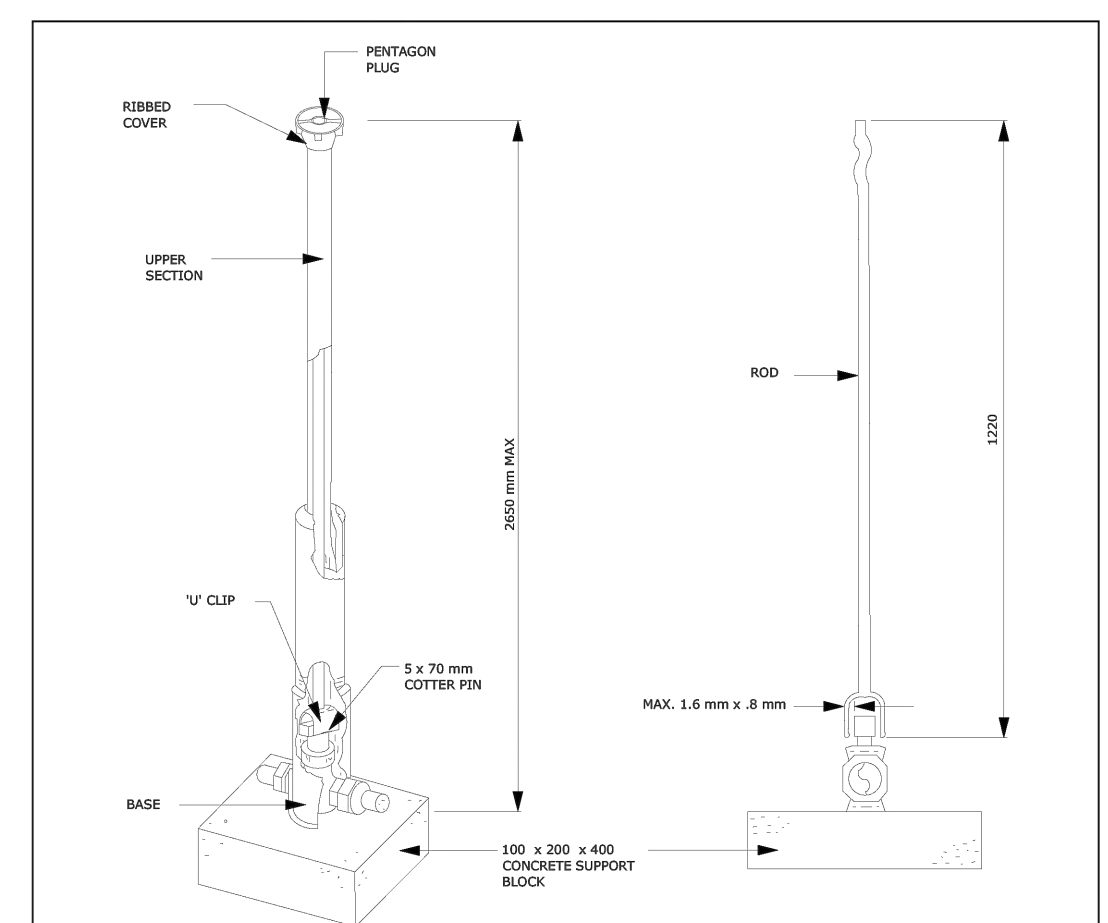 PENTAGON
PLUG
RIBBED
COVER
UPPER
SECTION
2650 mm MAX
ROD
1220
'U' CLIP
5 x 70 mm
COTTER PIN
MAX. 1.6 mm x .8 mm
BASE
100 x 200 x 400
CONCRETE SUPPORT
BLOCK